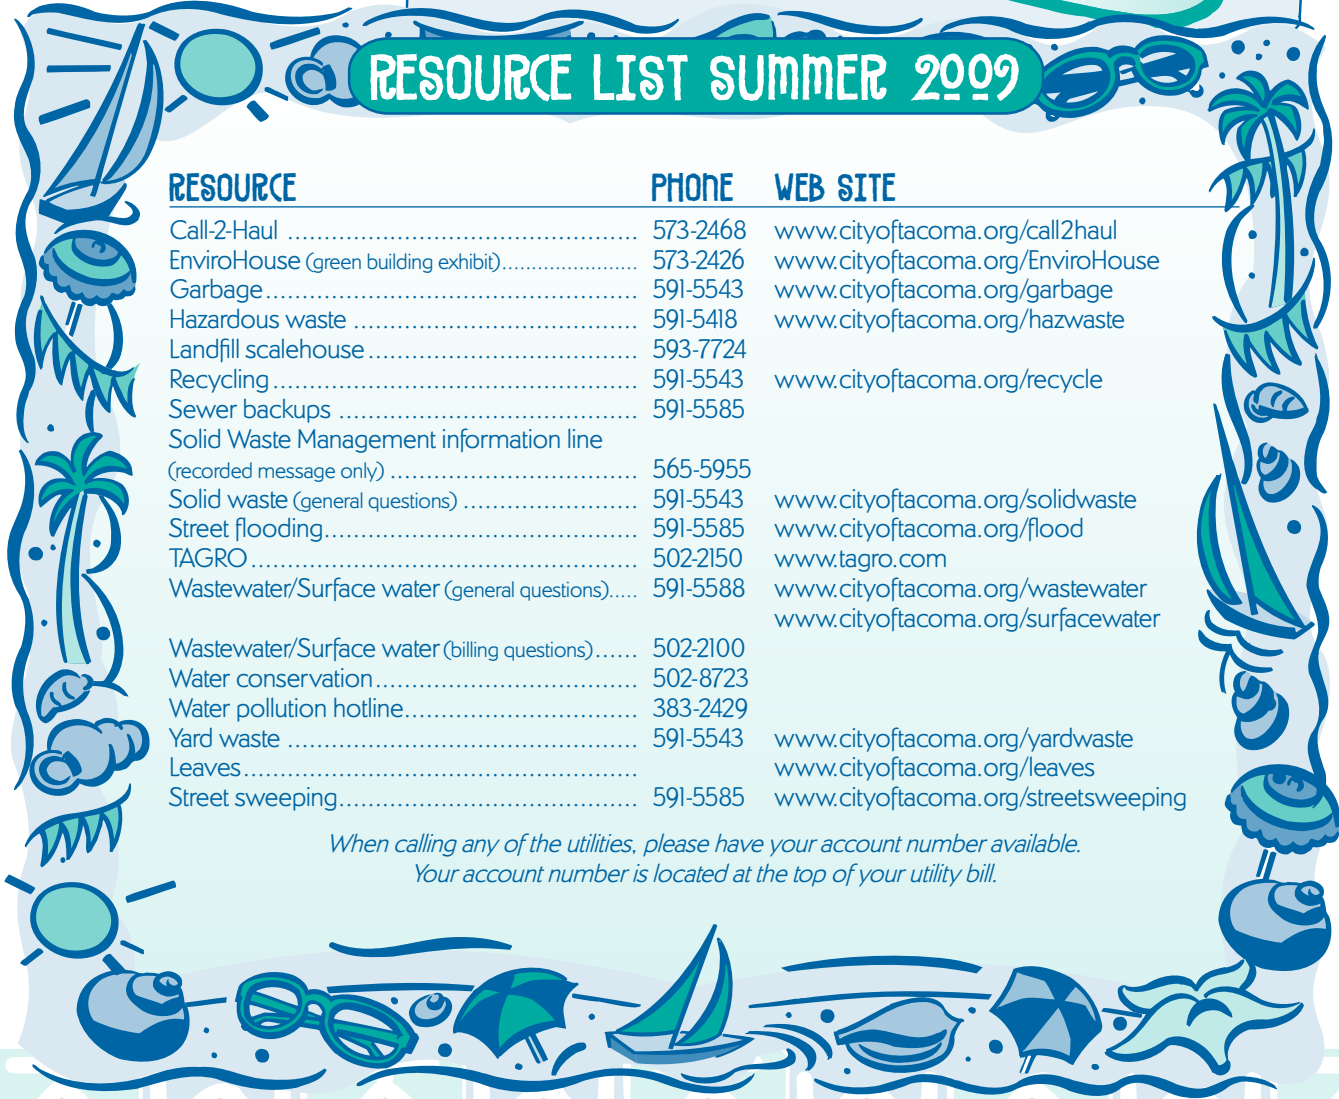 RESOURCE LIST SUMMER 2009
RESOURCE PHONE WEB SITE
Call-2-Haul ...................................... 573-2468 www.cityoftacoma.org/call2haul
EnviroHouse (green building exhibit)......................... 573-2426 www.cityoftacoma.org/EnviroHouse
Garbage......................................... 591-5543 www.cityoftacoma.org/garbage
Hazardous waste ............................... 591-5418 www.cityoftacoma.org/hazwaste
Landfill scalehouse.............................. 593-7724
Recycling........................................ 591-5543 www.cityoftacoma.org/recycle
Sewer backups ................................. 591-5585
Solid Waste Management information line
(recorded message only) ........................... 565-5955
Solid waste (general questions) ................... 591-5543 www.cityoftacoma.org/solidwaste
Street flooding.................................. 591-5585 www.cityoftacoma.org/flood
TAGRO.......................................... 502-2150 www.tagro.com
Wastewater/Surface water (general questions)..... 591-5588 www.cityoftacoma.org/wastewater
www.cityoftacoma.org/surfacewater
Wastewater/Surface water (billing questions)...... 502-2100
Water conservation............................. 502-8723
Water pollution hotline.......................... 383-2429
Yard waste ...................................... 591-5543 www.cityoftacoma.org/yardwaste
Leaves........................................... www.cityoftacoma.org/leaves
Street sweeping................................. 591-5585 www.cityoftacoma.org/streetsweeping
When calling any of the utilities, please have your account number available.
Your account number is located at the top of your utility bill.